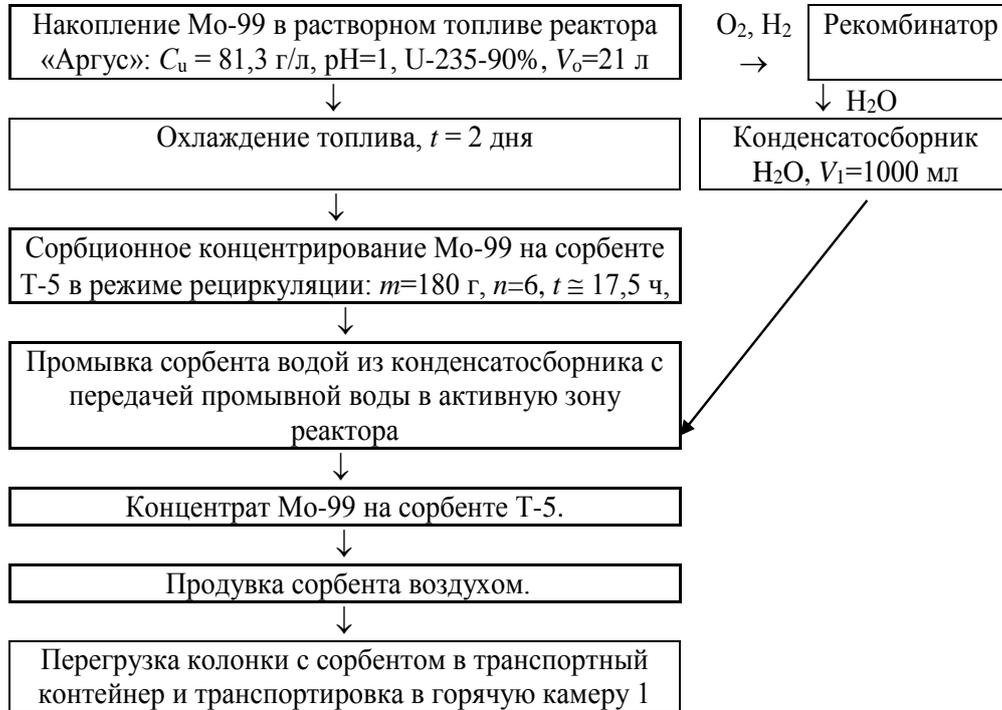 Накопление Mo-99 в растворном топливе реактора
«Аргус»: Cu = 81,3 г/л, pH=1, U-235-90%, Vo=21 л
O2, H2
→
Рекомбинатор
↓
↓ H2O
Охлаждение топлива, t = 2 дня
Конденсатосборник
H2O, V1=1000 мл
↓
Сорбционное концентрирование Mo-99 на сорбенте
Т-5 в режиме рециркуляции: m=180 г, n=6, t ≅ 17,5 ч,
↓
Промывка сорбента водой из конденсатосборника с
передачей промывной воды в активную зону
реактора
↓
Концентрат Mo-99 на сорбенте Т-5.
↓
Продувка сорбента воздухом.
↓
Перегрузка колонки с сорбентом в транспортный
контейнер и транспортировка в горячую камеру 1